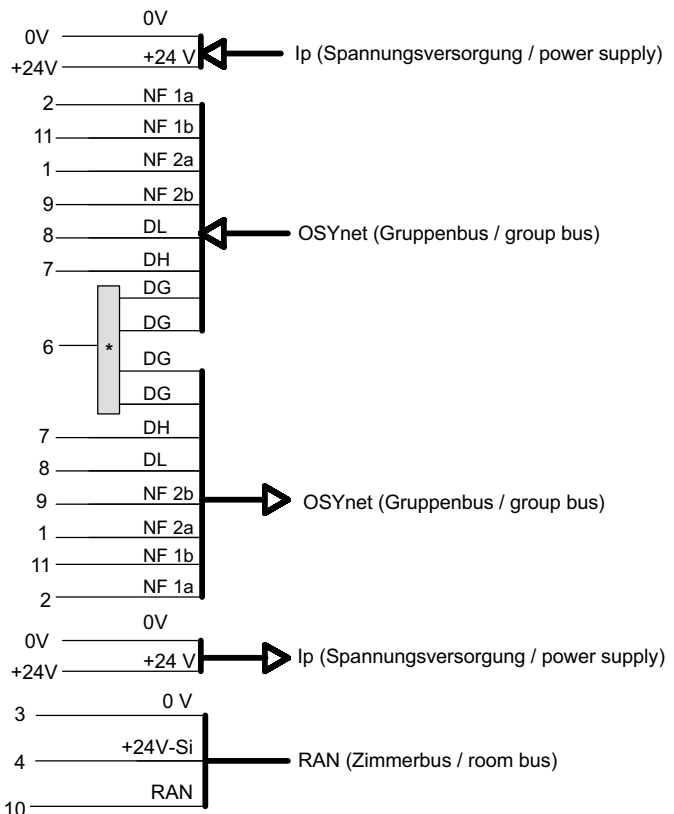 0V
0V
+24 V
+24V
Ip (Spannungsversorgung / power supply)
2 NF 1a
11 NF 1b
1 NF 2a
9 NF 2b
8 DL
OSYnet (Gruppenbus / group bus)
7 DH
DG
DG
6 *
DG
DG
7 DH
8 DL
9 NF 2b
OSYnet (Gruppenbus / group bus)
1 NF 2a
11 NF 1b
2 NF 1a
0V
0V
+24 V
+24V
Ip (Spannungsversorgung / power supply)
3 0 V
4 +24V-Si
RAN (Zimmerbus / room bus)
10 RAN